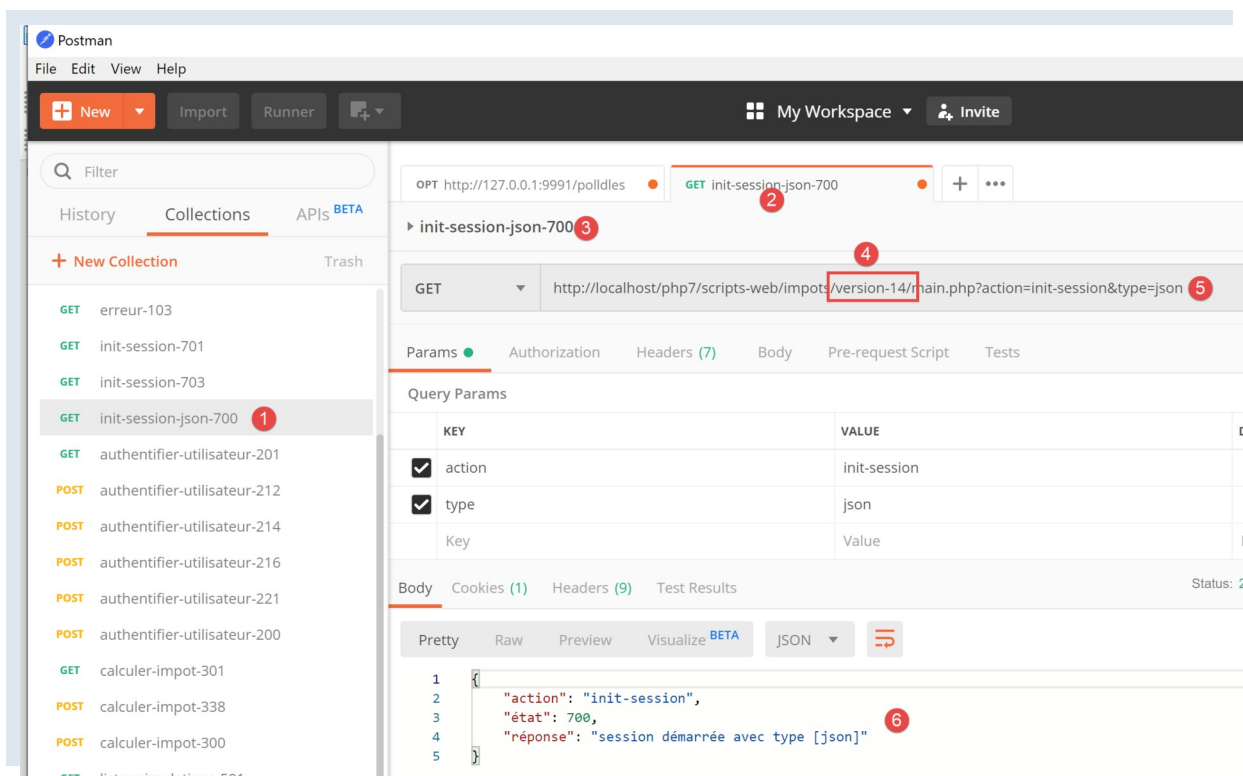 Postman
File Edit View Help
New Import Runner My Workspace Invite
Filter
History Collections APIs BETA
New Collection Trash
GET erreur-103
GET init-session-701
GET init-session-703
GET init-session-json-700 1
GET authentifier-utilisateur-201
POST authentifier-utilisateur-212
POST authentifier-utilisateur-214
POST authentifier-utilisateur-216
POST authentifier-utilisateur-221
POST authentifier-utilisateur-200
GET calculer-impot-301
POST calculer-impot-338
POST calculer-impot-300
OPT http://127.0.0.1:9991/polldles GET init-session-json-700
2
init-session-json-700 3
4
GET http://localhost/php7/scripts-web/impots/version-14/main.php?action=init-session&type=json 5
Params Authorization Headers (7) Body Pre-request Script Tests
Query Params
KEY VALUE
action init-session
type json
Key Value
Body Cookies (1) Headers (9) Test Results Status: 2
Pretty Raw Preview Visualize BETA JSON
1 {
2 "action": "init-session",
3 "état": 700, 6
4 "réponse": "session démarrée avec type [json]"
5 }